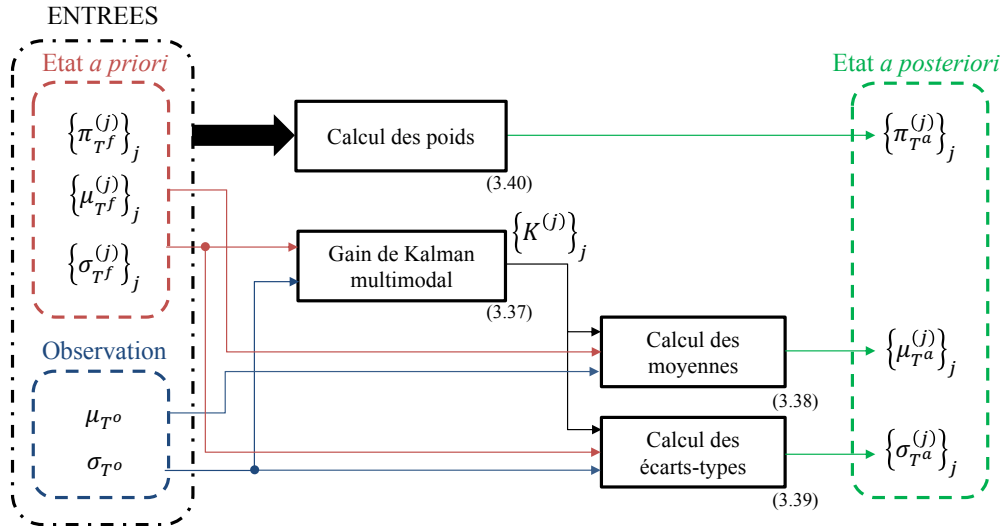 ENTREES
Etat a priori
{π_{T^f}^{(j)}}_j
{μ_{T^f}^{(j)}}_j
{σ_{T^f}^{(j)}}_j
Observation
μ_{T^o}
σ_{T^o}
Calcul des poids
(3.40)
Gain de Kalman
multimodal
(3.37)
{K^{(j)}}_j
Calcul des
moyennes
(3.38)
Calcul des
écarts-types
(3.39)
Etat a posteriori
{π_{T^a}^{(j)}}_j
{μ_{T^a}^{(j)}}_j
{σ_{T^a}^{(j)}}_j